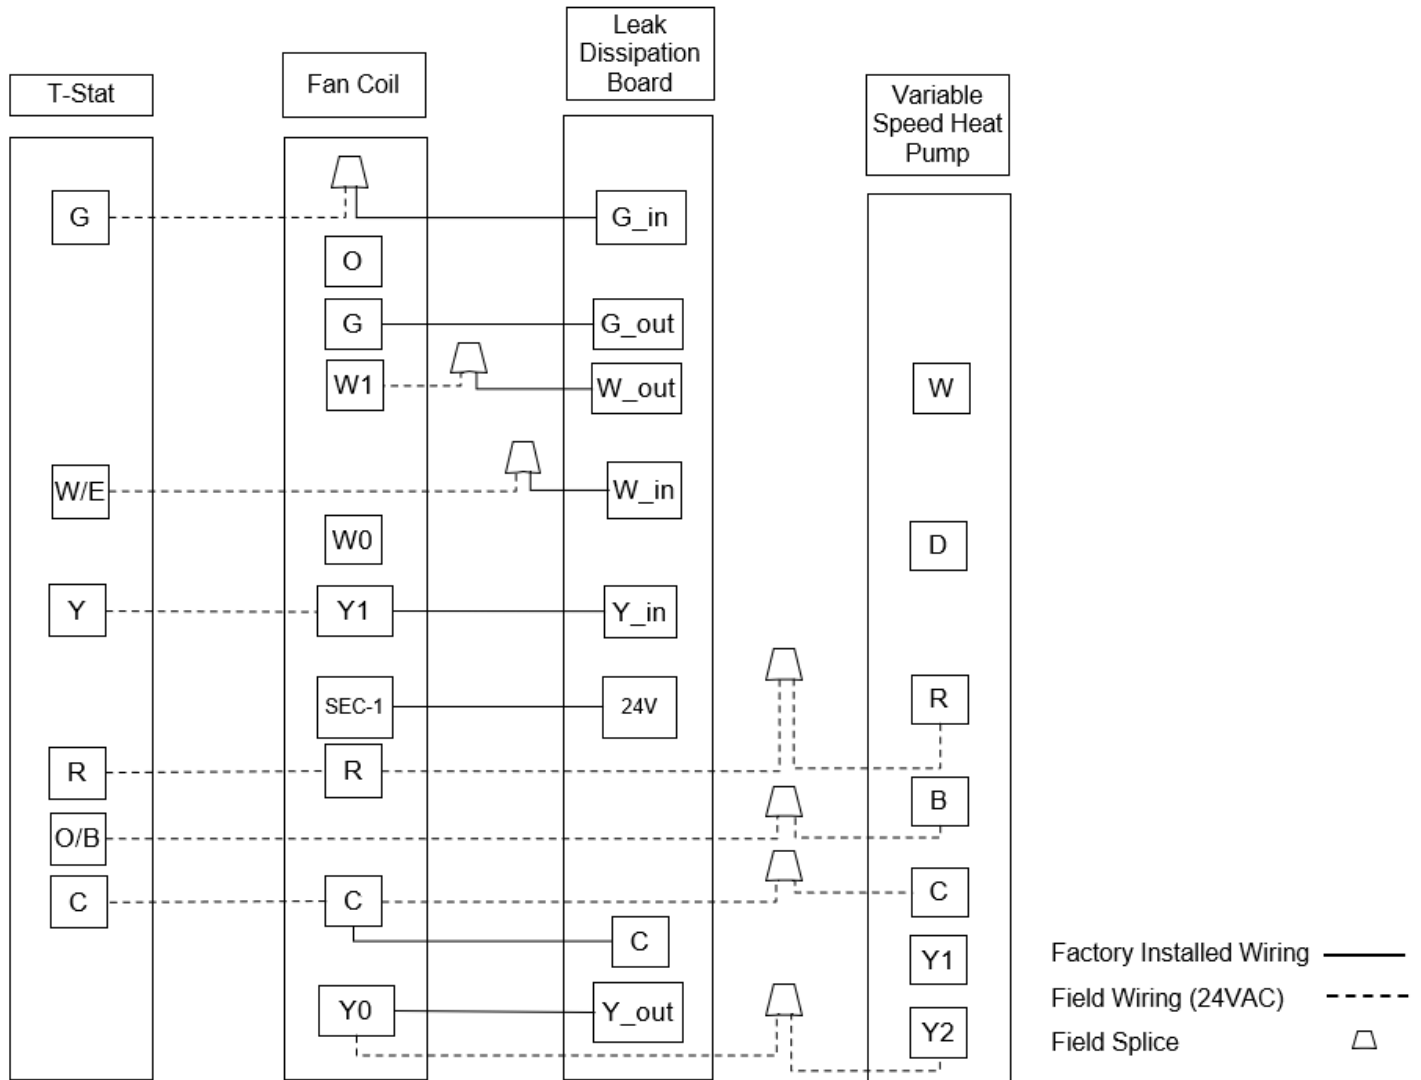 T-Stat
Fan Coil
Leak
Dissipation
Board
Variable
Speed Heat
Pump
G
G_in
O
G
G_out
W1
W_out
W
W/E
W_in
W0
D
Y
Y1
Y_in
SEC-1
24V
R
R
R
B
O/B
C
C
C
C
Y1
Y0
Y_out
Y2
Factory Installed Wiring
Field Wiring (24VAC)
Field Splice